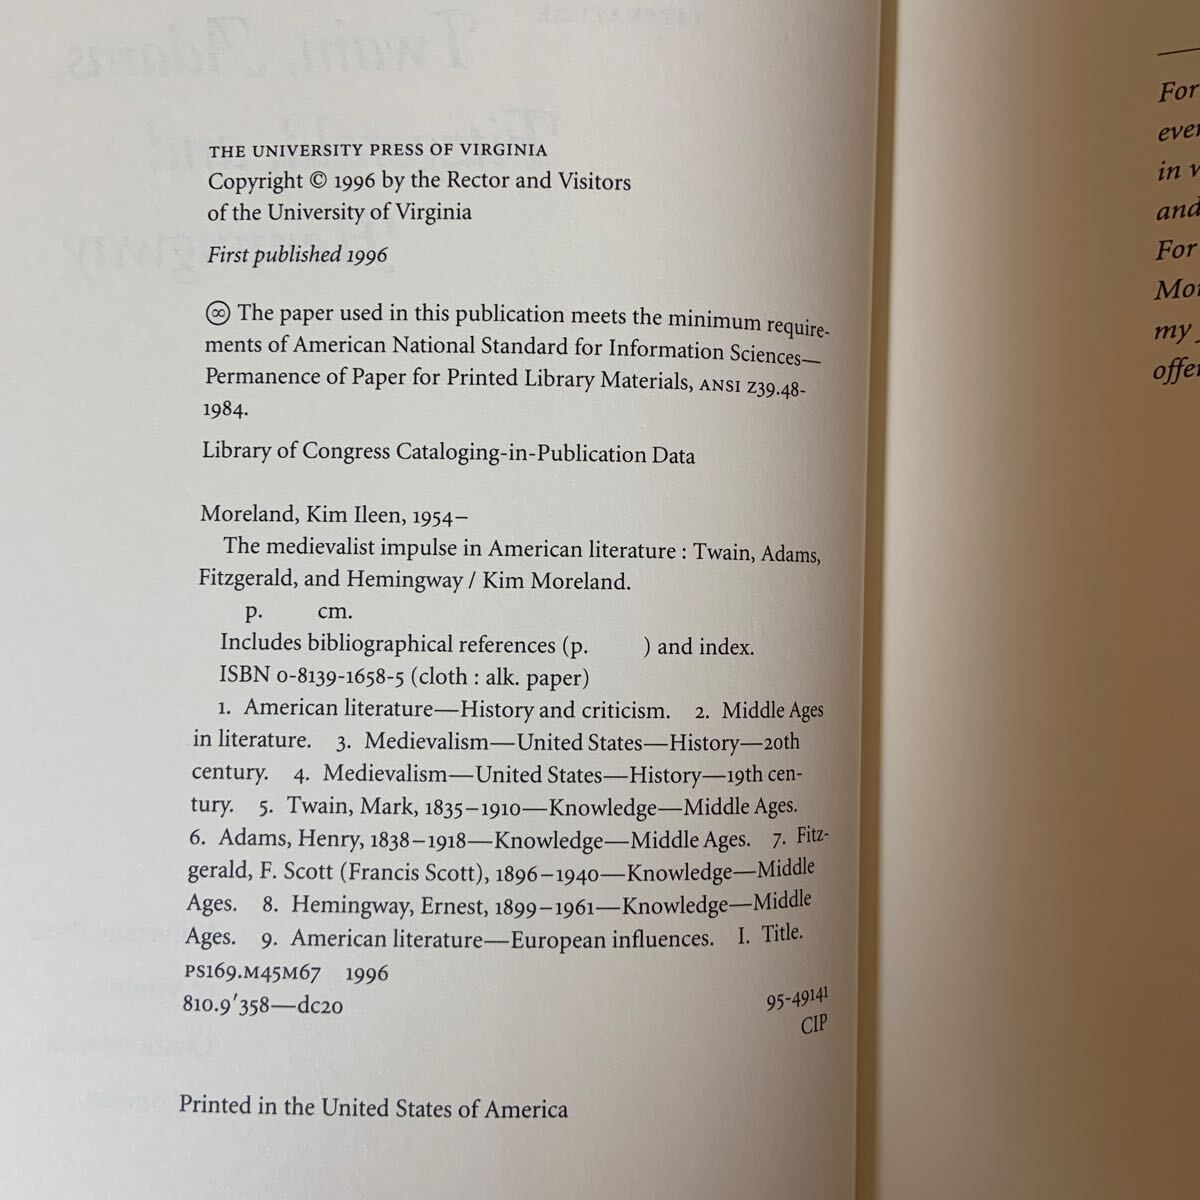 THE UNIVERSITY PRESS OF VIRGINIA
Copyright © 1996 by the Rector and Visitors
of the University of Virginia
First published 1996
♾ The paper used in this publication meets the minimum require-
ments of American National Standard for Information Sciences—
Permanence of Paper for Printed Library Materials, ANSI Z39.48-
1984.
Library of Congress Cataloging-in-Publication Data
Moreland, Kim Ileen, 1954–
The medievalist impulse in American literature : Twain, Adams,
Fitzgerald, and Hemingway / Kim Moreland.
p. cm.
Includes bibliographical references (p. ) and index.
ISBN 0-8139-1658-5 (cloth : alk. paper)
1. American literature—History and criticism. 2. Middle Ages
in literature. 3. Medievalism—United States—History—20th
century. 4. Medievalism—United States—History—19th cen-
tury. 5. Twain, Mark, 1835–1910—Knowledge—Middle Ages.
6. Adams, Henry, 1838–1918—Knowledge—Middle Ages. 7. Fitz-
gerald, F. Scott (Francis Scott), 1896–1940—Knowledge—Middle
Ages. 8. Hemingway, Ernest, 1899–1961—Knowledge—Middle
Ages. 9. American literature—European influences. I. Title.
PS169.M45M67 1996
810.9′358—dc20 95-49141
CIP
Printed in the United States of America
For
in
and
For
my